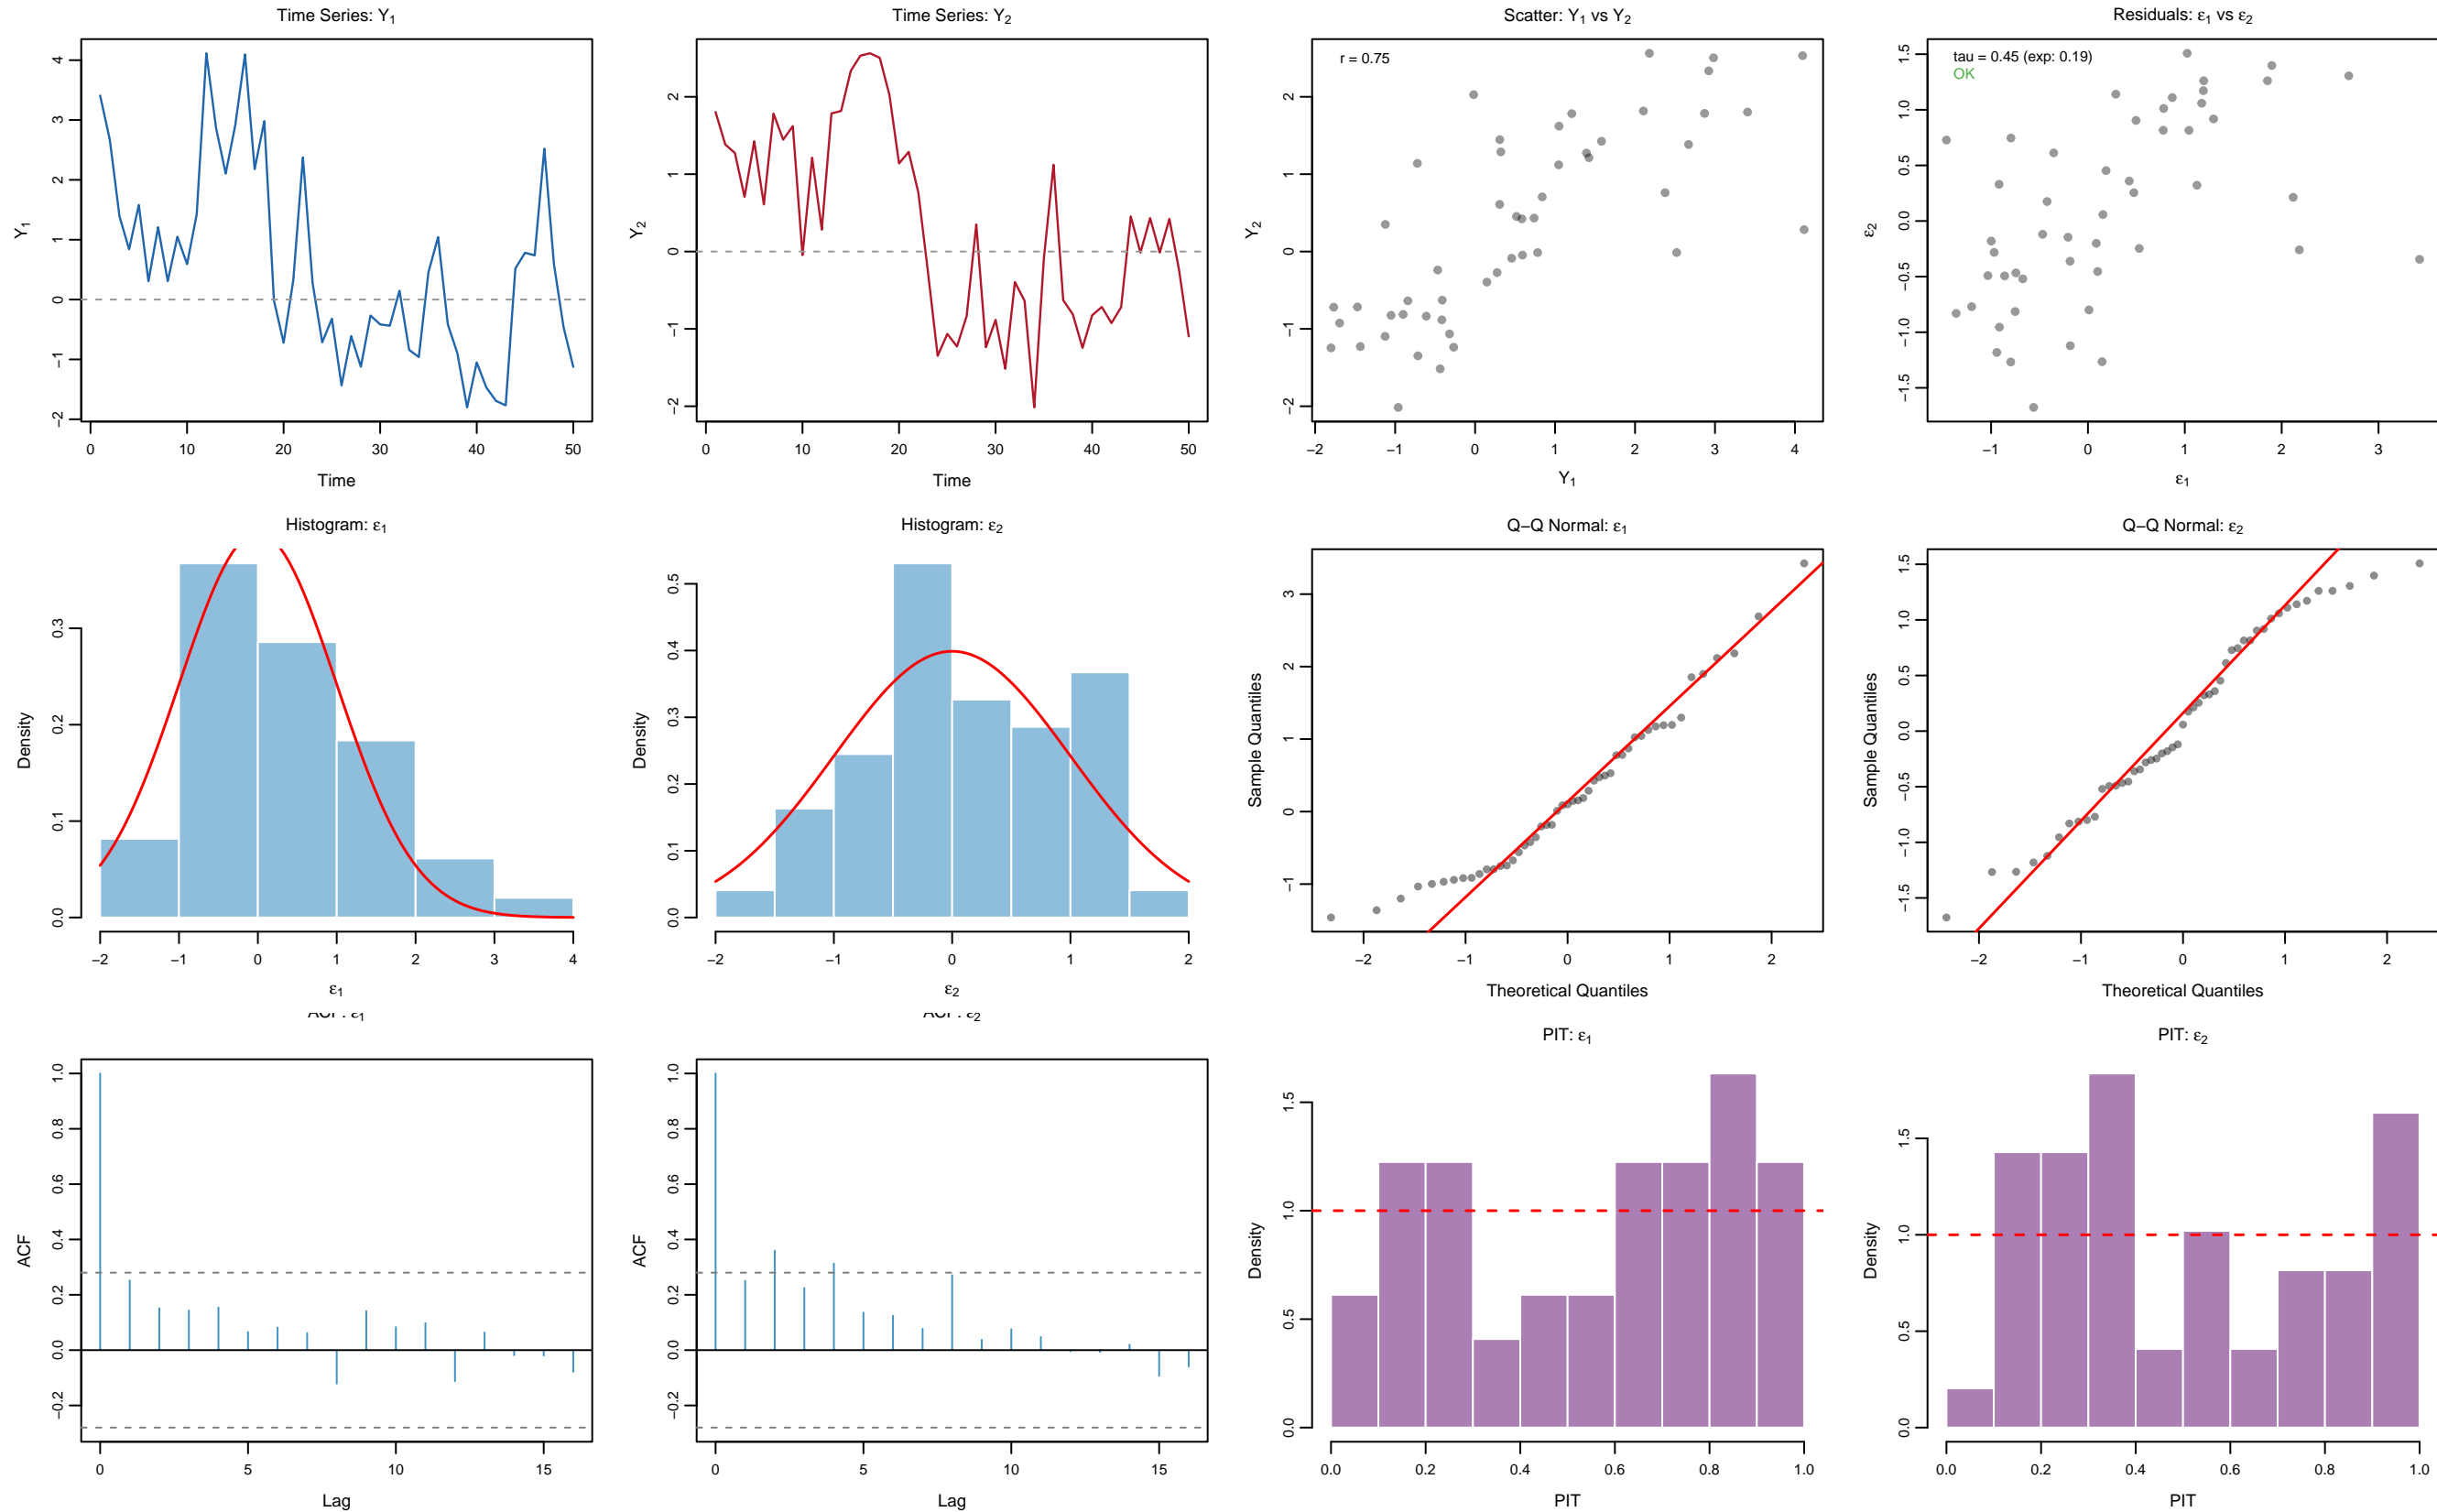 Time Series: Y1
Y1
4
3
2
1
0
−1
−2
0 10 20 30 40 50
Time
Time Series: Y2
Y2
2
1
0
−1
−2
0 10 20 30 40 50
Time
Scatter: Y1 vs Y2
r = 0.75
Y2
2
1
0
−1
−2
−2 −1 0 1 2 3 4
Y1
Residuals: ε1 vs ε2
tau = 0.45 (exp: 0.19)
OK
ε2
1.5
1.0
0.5
0.0
−0.5
−1.0
−1.5
−1 0 1 2 3
ε1
Histogram: ε1
Density
0.3
0.2
0.1
0.0
−2 −1 0 1 2 3 4
ε1
Histogram: ε2
Density
0.5
0.4
0.3
0.2
0.1
0.0
−2 −1 0 1 2
ε2
Q−Q Normal: ε1
Sample Quantiles
3
2
1
0
−1
−2 −1 0 1 2
Theoretical Quantiles
Q−Q Normal: ε2
Sample Quantiles
1.5
1.0
0.5
0.0
−0.5
−1.0
−1.5
−2 −1 0 1 2
Theoretical Quantiles
ACF: ε1
ACF
1.0
0.8
0.6
0.4
0.2
0.0
−0.2
0 5 10 15
Lag
ACF: ε2
ACF
1.0
0.8
0.6
0.4
0.2
0.0
−0.2
0 5 10 15
Lag
PIT: ε1
Density
1.5
1.0
0.5
0.0
0.0 0.2 0.4 0.6 0.8 1.0
PIT
PIT: ε2
Density
1.5
1.0
0.5
0.0
0.0 0.2 0.4 0.6 0.8 1.0
PIT